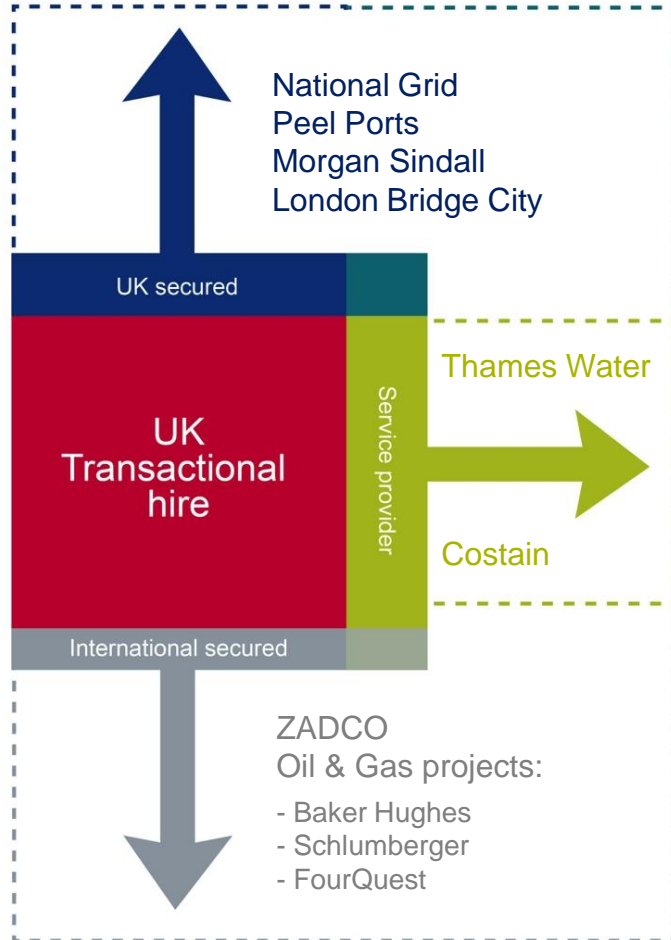 National Grid
Peel Ports
Morgan Sindall
London Bridge City
UK secured
Thames Water
UK
Transactional
hire
Service provider
Costain
International secured
ZADCO
Oil & Gas projects:
- Baker Hughes
- Schlumberger
- FourQuest